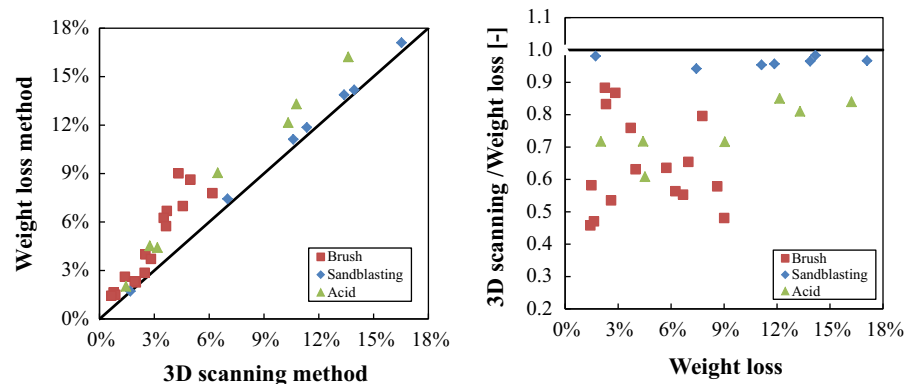 Weight loss method
18%
15%
12%
9%
6%
3%
0%
Brush
Sandblasting
Acid
0% 3% 6% 9% 12% 15% 18%
3D scanning method
3D scanning /Weight loss [-]
1.1
1.0
0.9
0.8
0.7
0.6
0.5
0.4
0.3
0.2
Brush
Sandblasting
Acid
0% 3% 6% 9% 12% 15% 18%
Weight loss